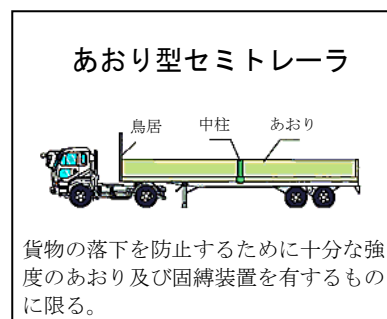 あおり型セミトレーラ
鳥居 中柱 あおり
貨物の落下を防止するために十分な強
度のあおり及び固縛装置を有するもの
に限る。